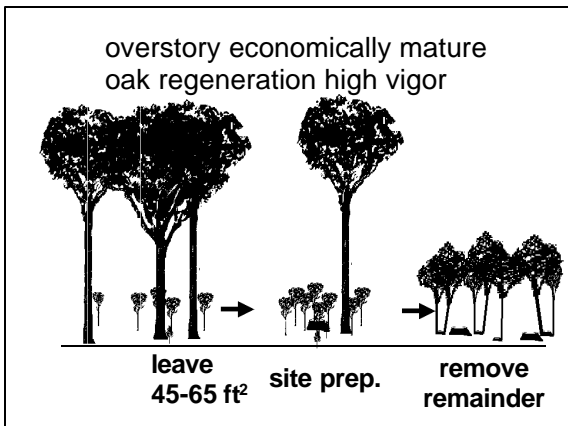 overstory economically mature
oak regeneration high vigor
leave
45-65 ft²
site prep.
remove
remainder